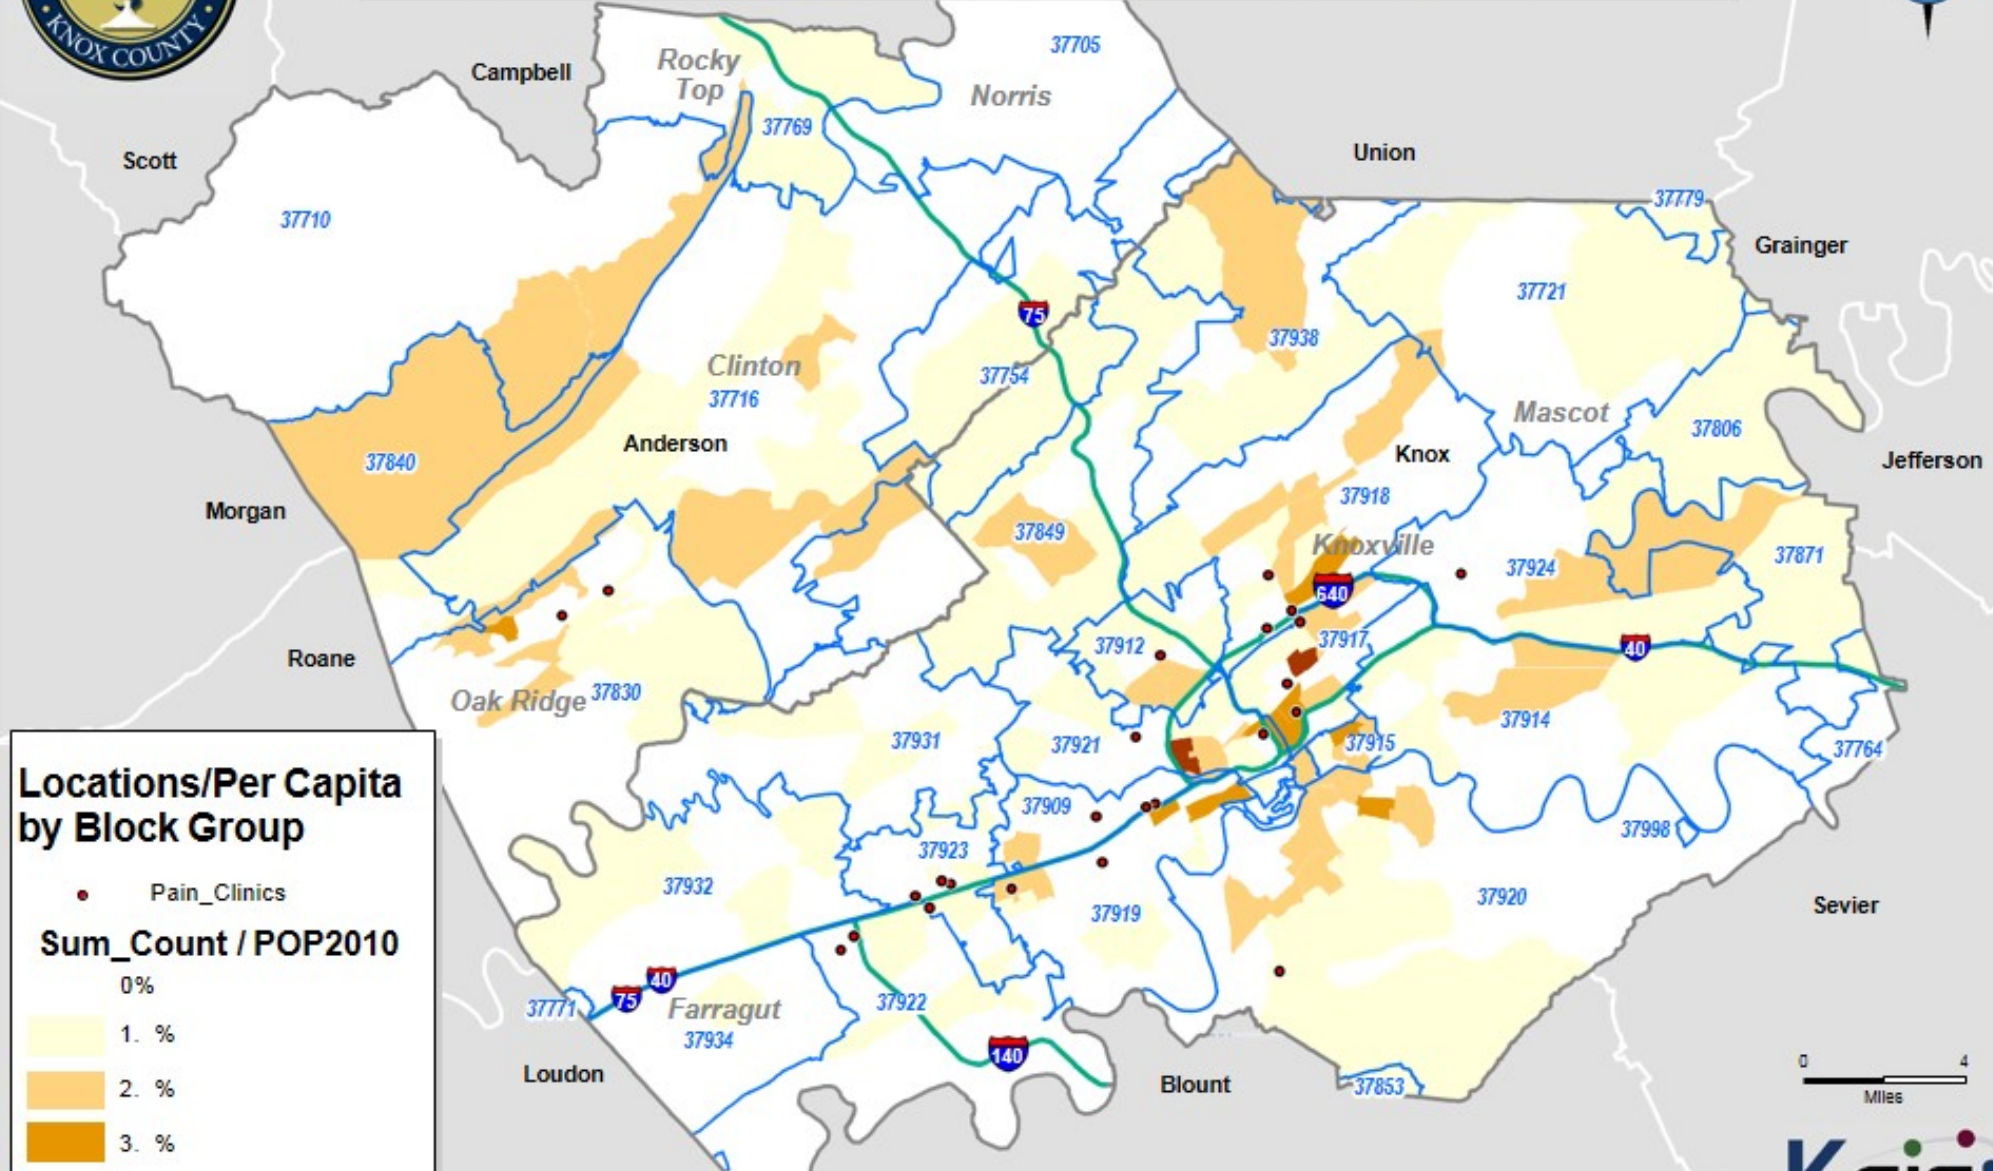 KNOX COUNTY
Campbell
Rocky
Top
37705
Norris
37769
Scott
Union
37710
37779
Grainger
75
37721
37938
Clinton
37716
37754
Mascot
37806
Anderson
Knox
37840
Jefferson
37918
Morgan
37849
Knoxville
37871
37924
640
37912
37917
40
Roane
Oak Ridge
37830
37914
37931
37921
37915
37764
37909
37998
37923
37932
37920
37919
Sevier
40
75
37771
Farragut
37922
37934
140
Loudon
Blount
37853
Locations/Per Capita
by Block Group
Pain_Clinics
Sum_Count / POP2010
0%
1. %
2. %
3. %
0 4
Miles